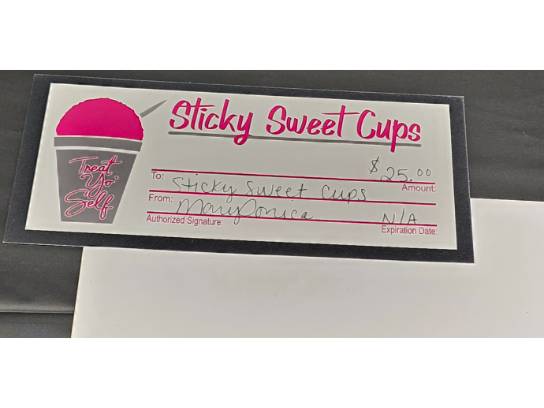 Sticky Sweet Cups
Treat
Yo'
Self
$25.00
To:
Amount:
Sticky Sweet Cups
From:
N/A
Authorized Signature:
Expiration Date: